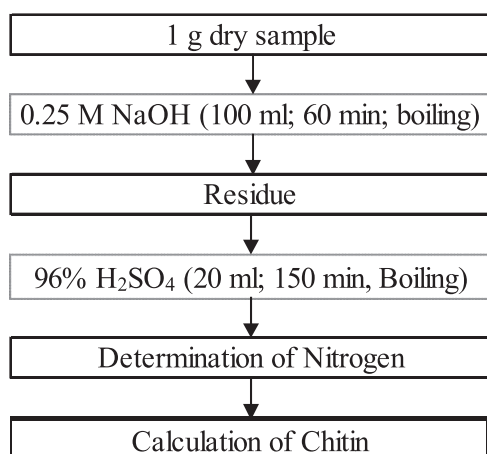 1 g dry sample
0.25 M NaOH (100 ml; 60 min; boiling)
Residue
96% H₂SO₄ (20 ml; 150 min, Boiling)
Determination of Nitrogen
Calculation of Chitin